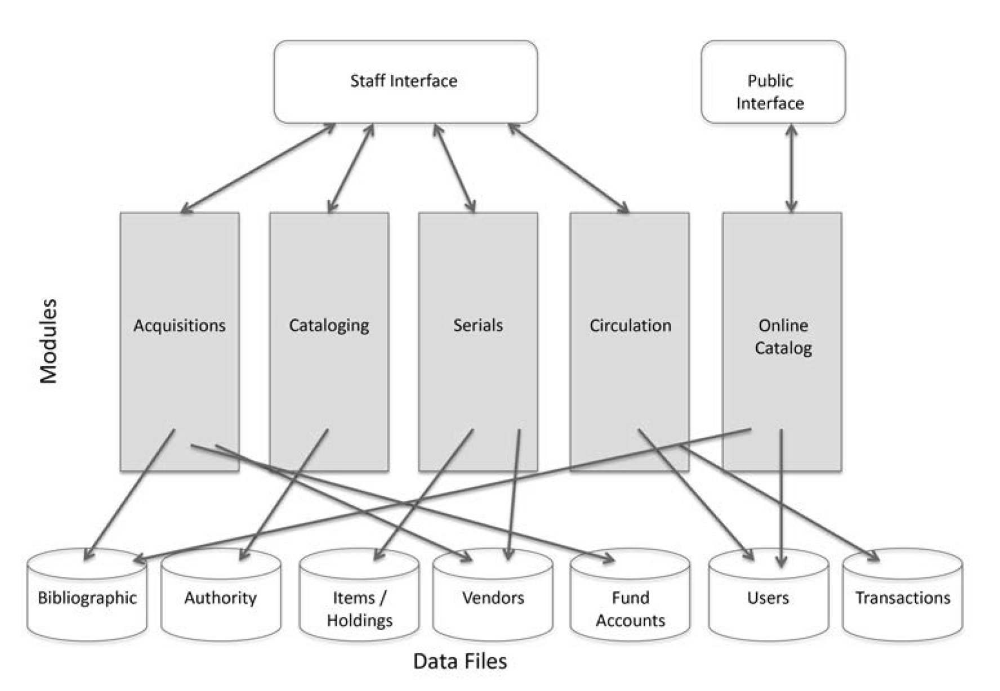 Staff Interface
Public
Interface
Modules
Acquisitions
Cataloging
Serials
Circulation
Online
Catalog
Bibliographic
Authority
Items /
Holdings
Vendors
Fund
Accounts
Users
Transactions
Data Files